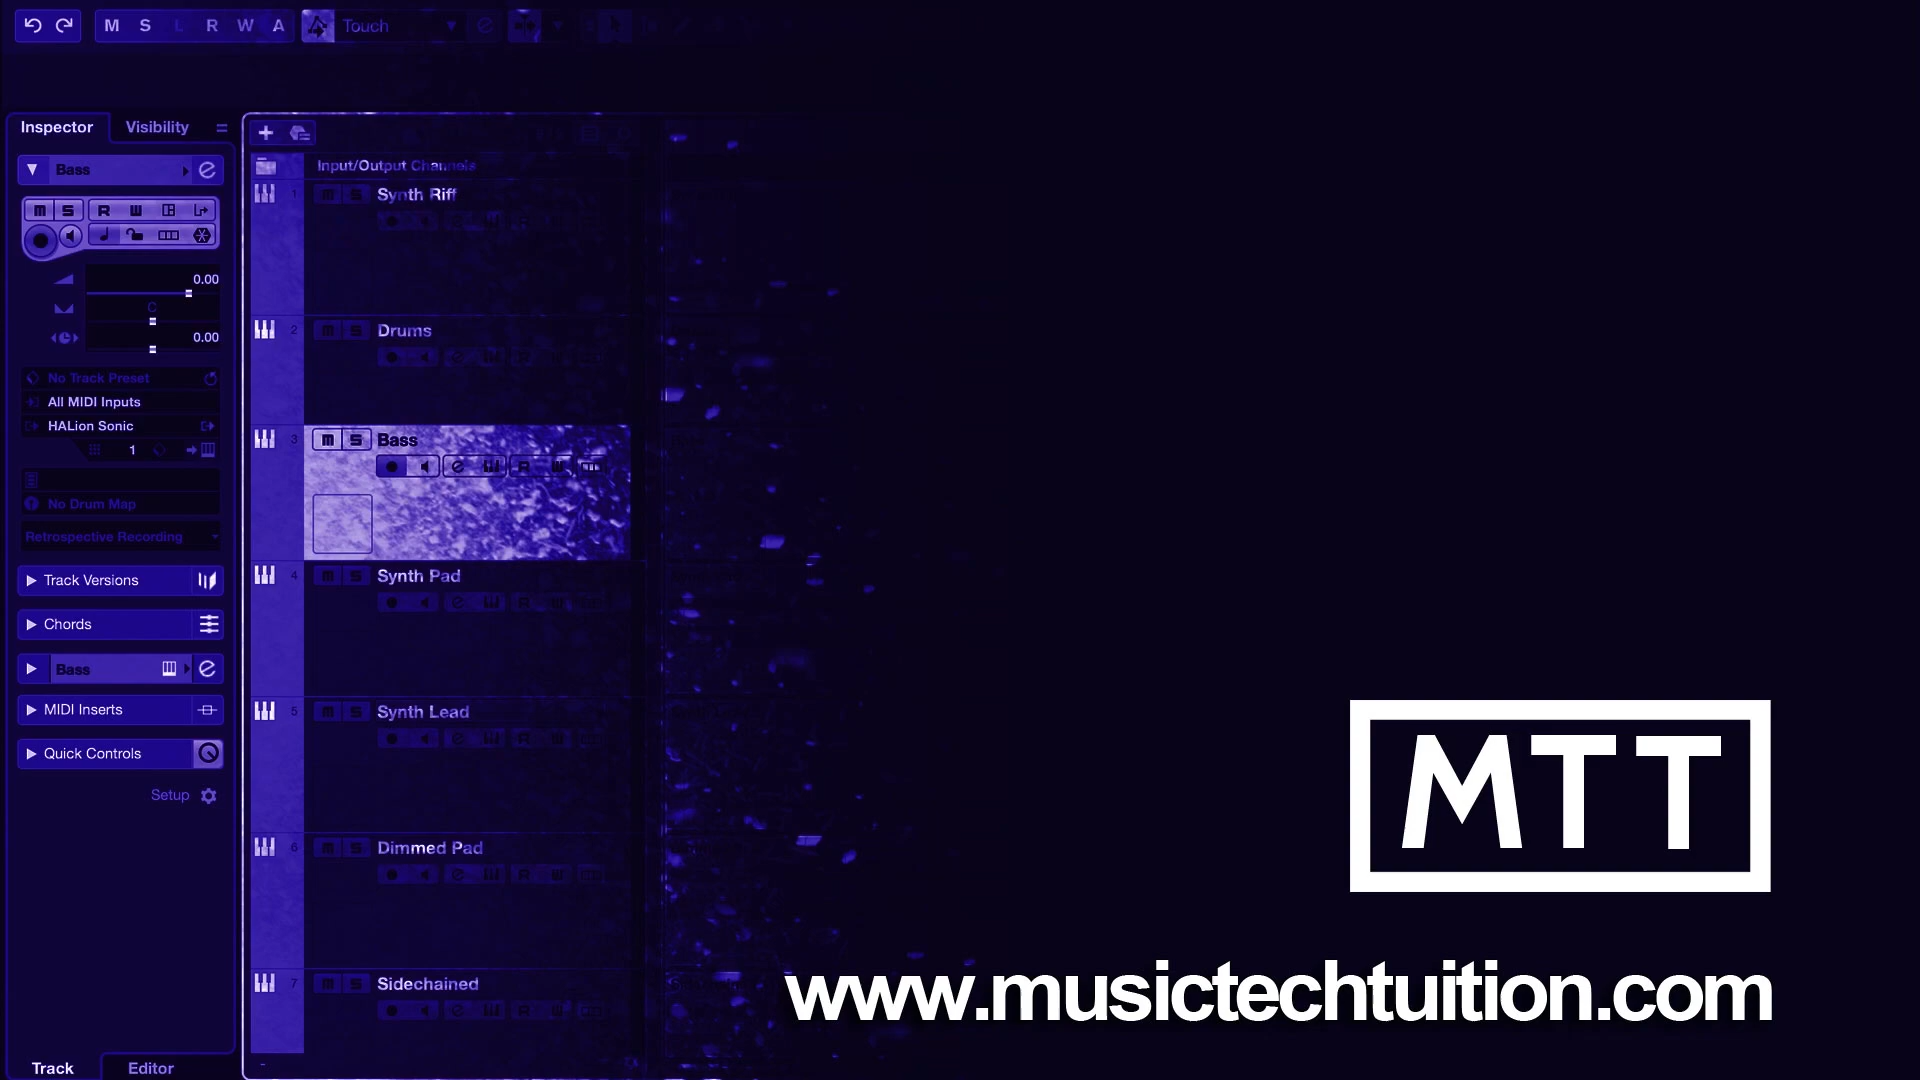 M S L R W A Touch
Inspector Visibility
Bass
M S R W
0.00
C
0.00
No Track Preset
All MIDI Inputs
HALion Sonic
1
No Drum Map
Retrospective Recording
Track Versions
Chords
Bass
MIDI Inserts
Quick Controls
Setup
Track Editor
Input/Output Channels
1 M S Synth Riff
2 M S Drums
R W
3 M S Bass
R W
4 M S Synth Pad
R W
5 M S Synth Lead
R W
6 M S Dimmed Pad
R W
7 M S Sidechained
R W
MTT
www.musictechtuition.com